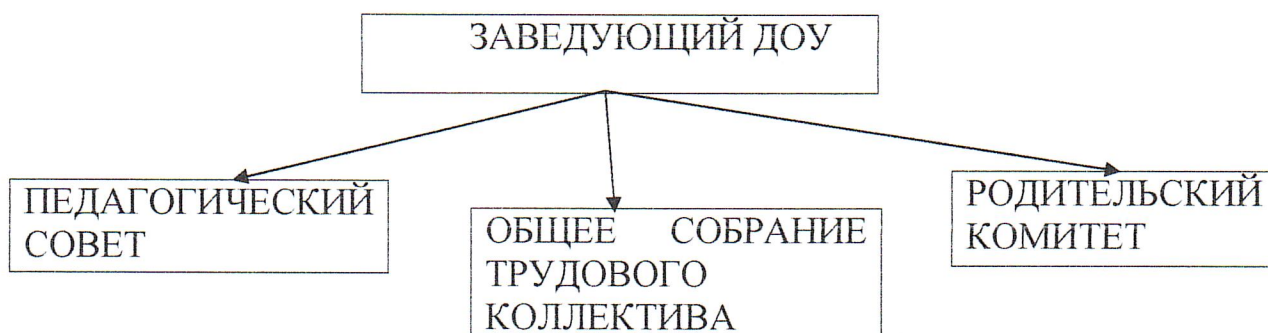 ЗАВЕДУЮЩИЙ ДОУ
ПЕДАГОГИЧЕСКИЙ
СОВЕТ
ОБЩЕЕ СОБРАНИЕ
ТРУДОВОГО
КОЛЛЕКТИВА
РОДИТЕЛЬСКИЙ
КОМИТЕТ